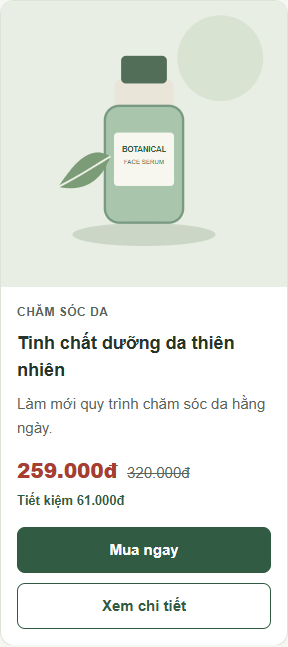 BOTANICAL
FACE SERUM
CHĂM SÓC DA
Tinh chất dưỡng da thiên
nhiên
Làm mới quy trình chăm sóc da hằng
ngày.
259.000đ 320.000đ
Tiết kiệm 61.000đ
Mua ngay
Xem chi tiết